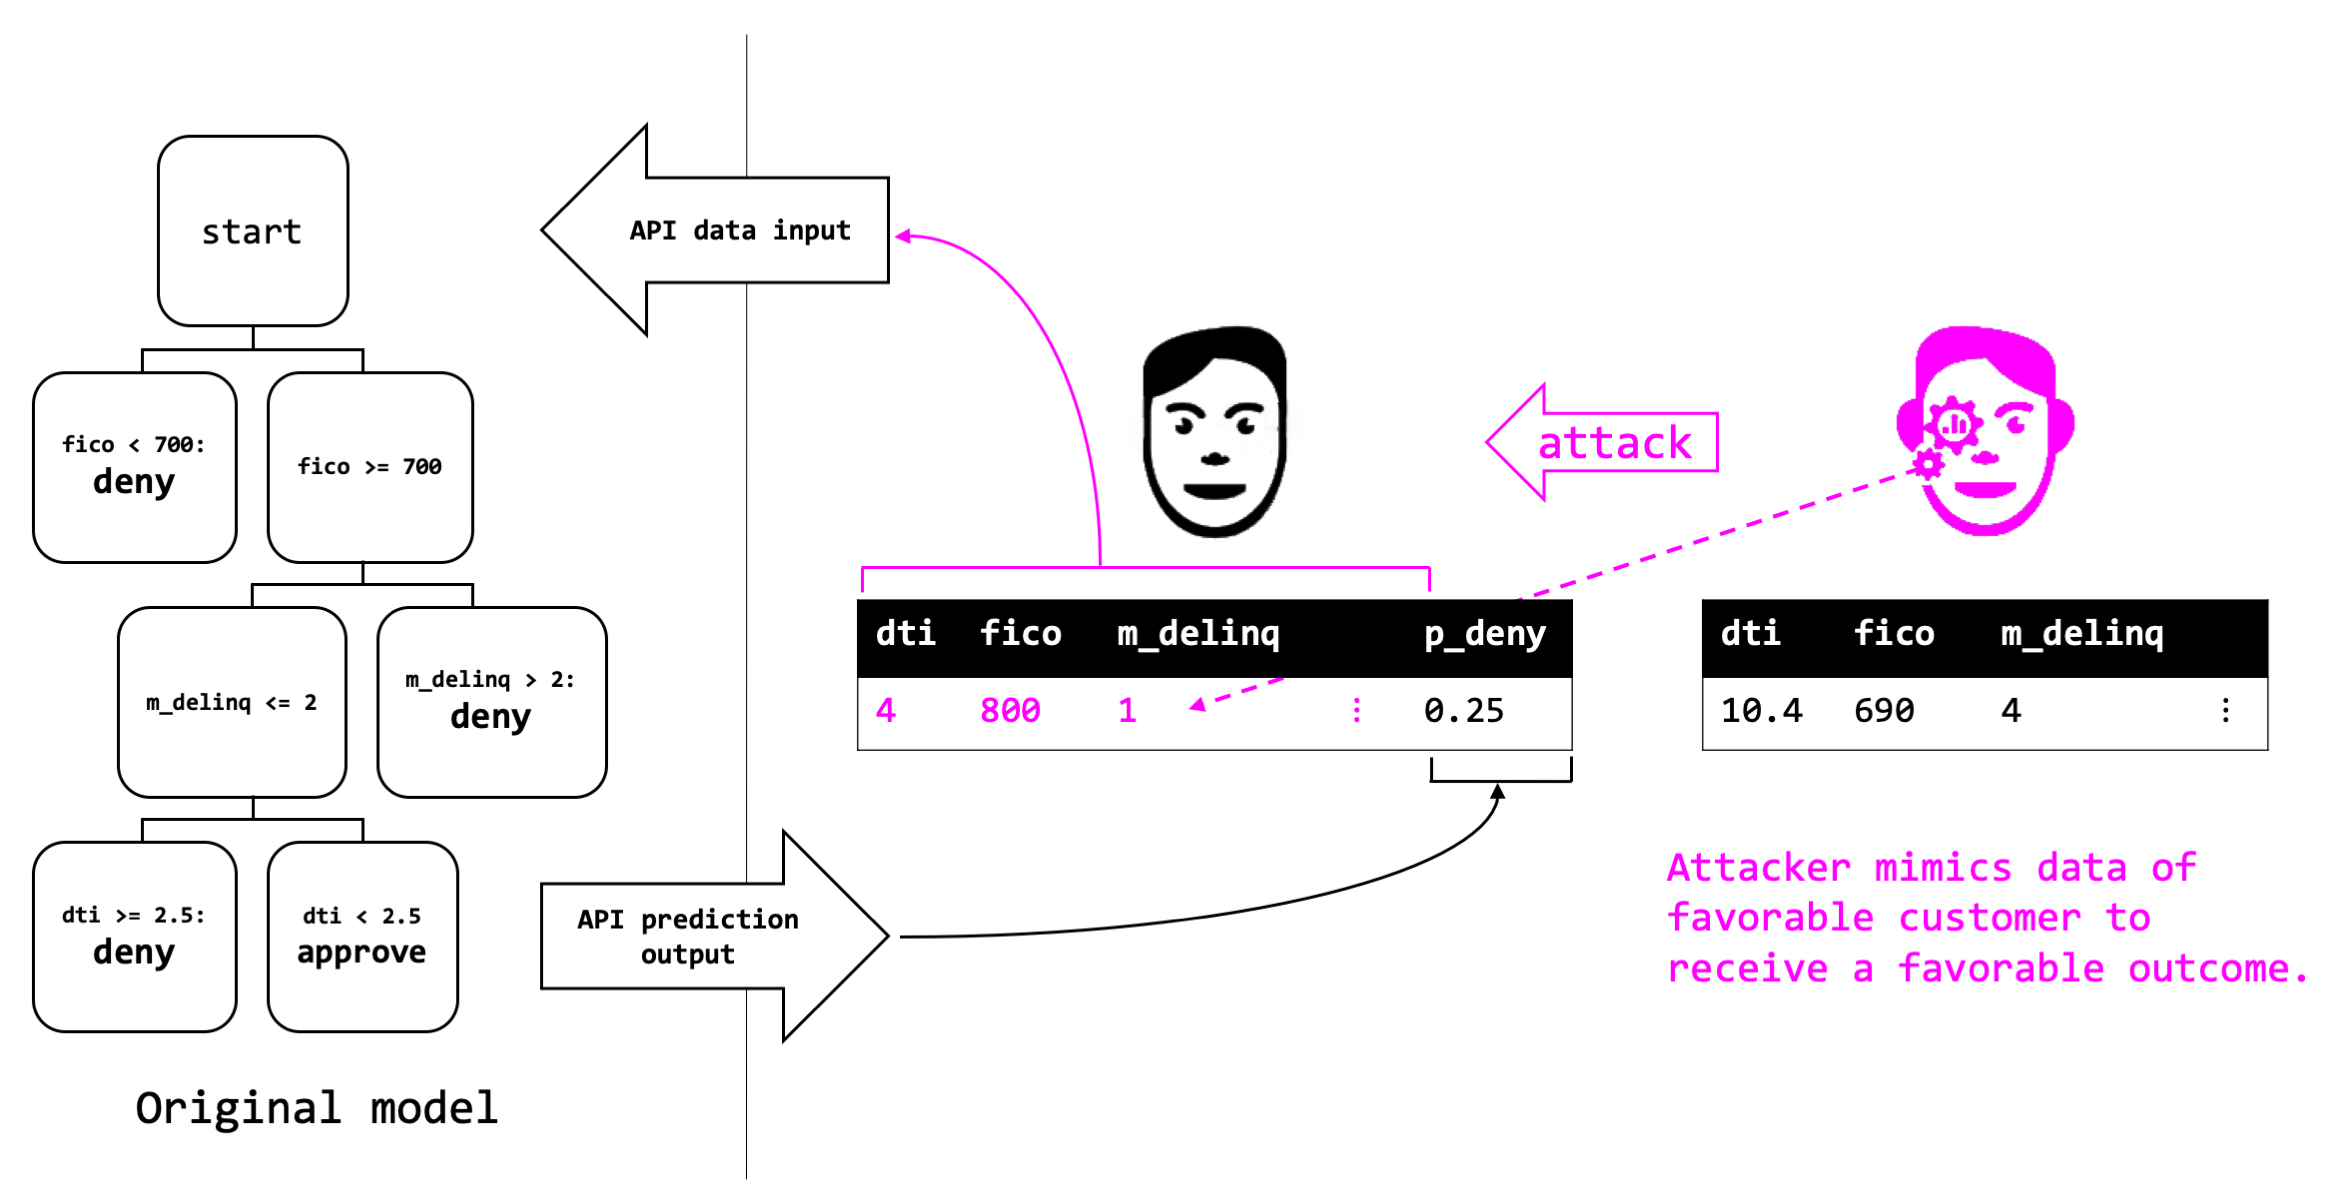 start
API data input
fico < 700:
deny
fico >= 700
attack
m_delinq <= 2
m_delinq > 2:
deny
dti fico m_delinq p_deny
4 800 1 ⋮ 0.25
dti fico m_delinq
10.4 690 4 ⋮
dti >= 2.5:
deny
dti < 2.5
approve
API prediction
output
Attacker mimics data of
favorable customer to
receive a favorable outcome.
Original model